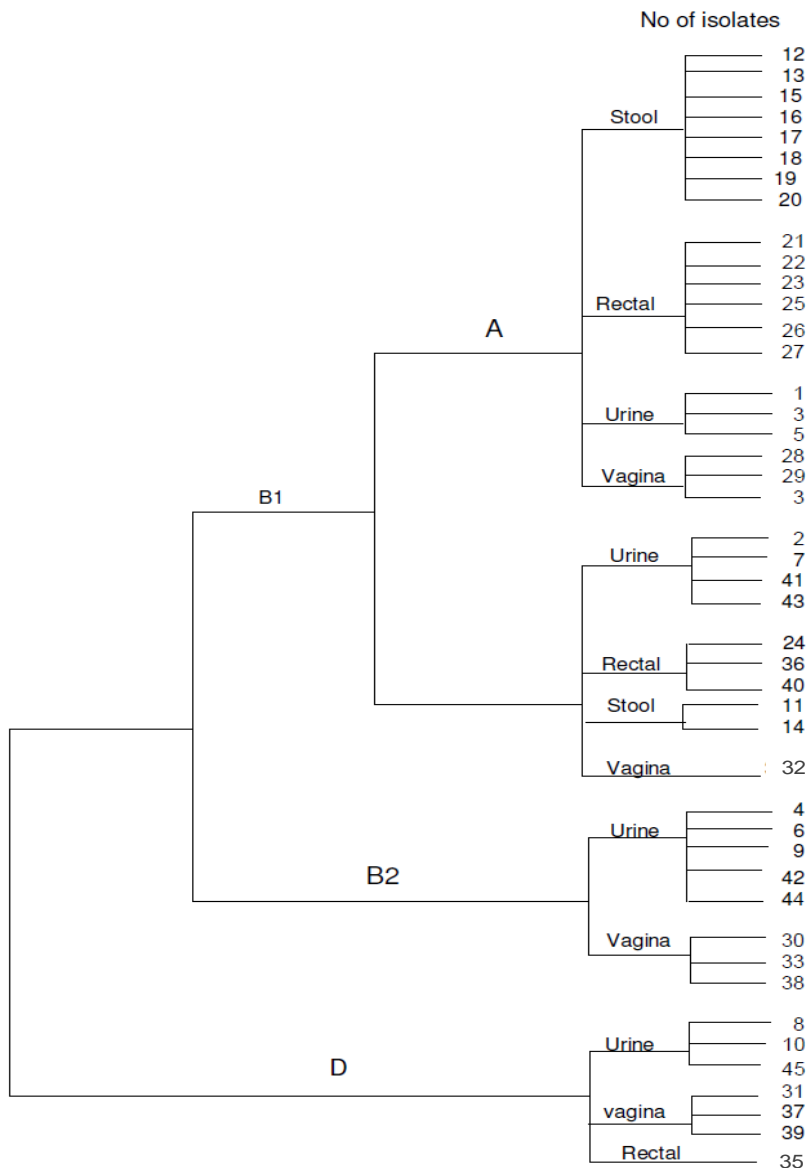 No of isolates
12
13
15
Stool 16
17
18
19
20
21
22
23
Rectal 25
A 26
27
1
Urine 3
5
28
Vagina 29
B1 3
2
Urine 7
41
43
24
Rectal 36
40
Stool 11
14
Vagina 32
4
Urine 6
9
B2 42
44
Vagina 30
33
38
8
Urine 10
D 45
31
vagina 37
39
Rectal 35